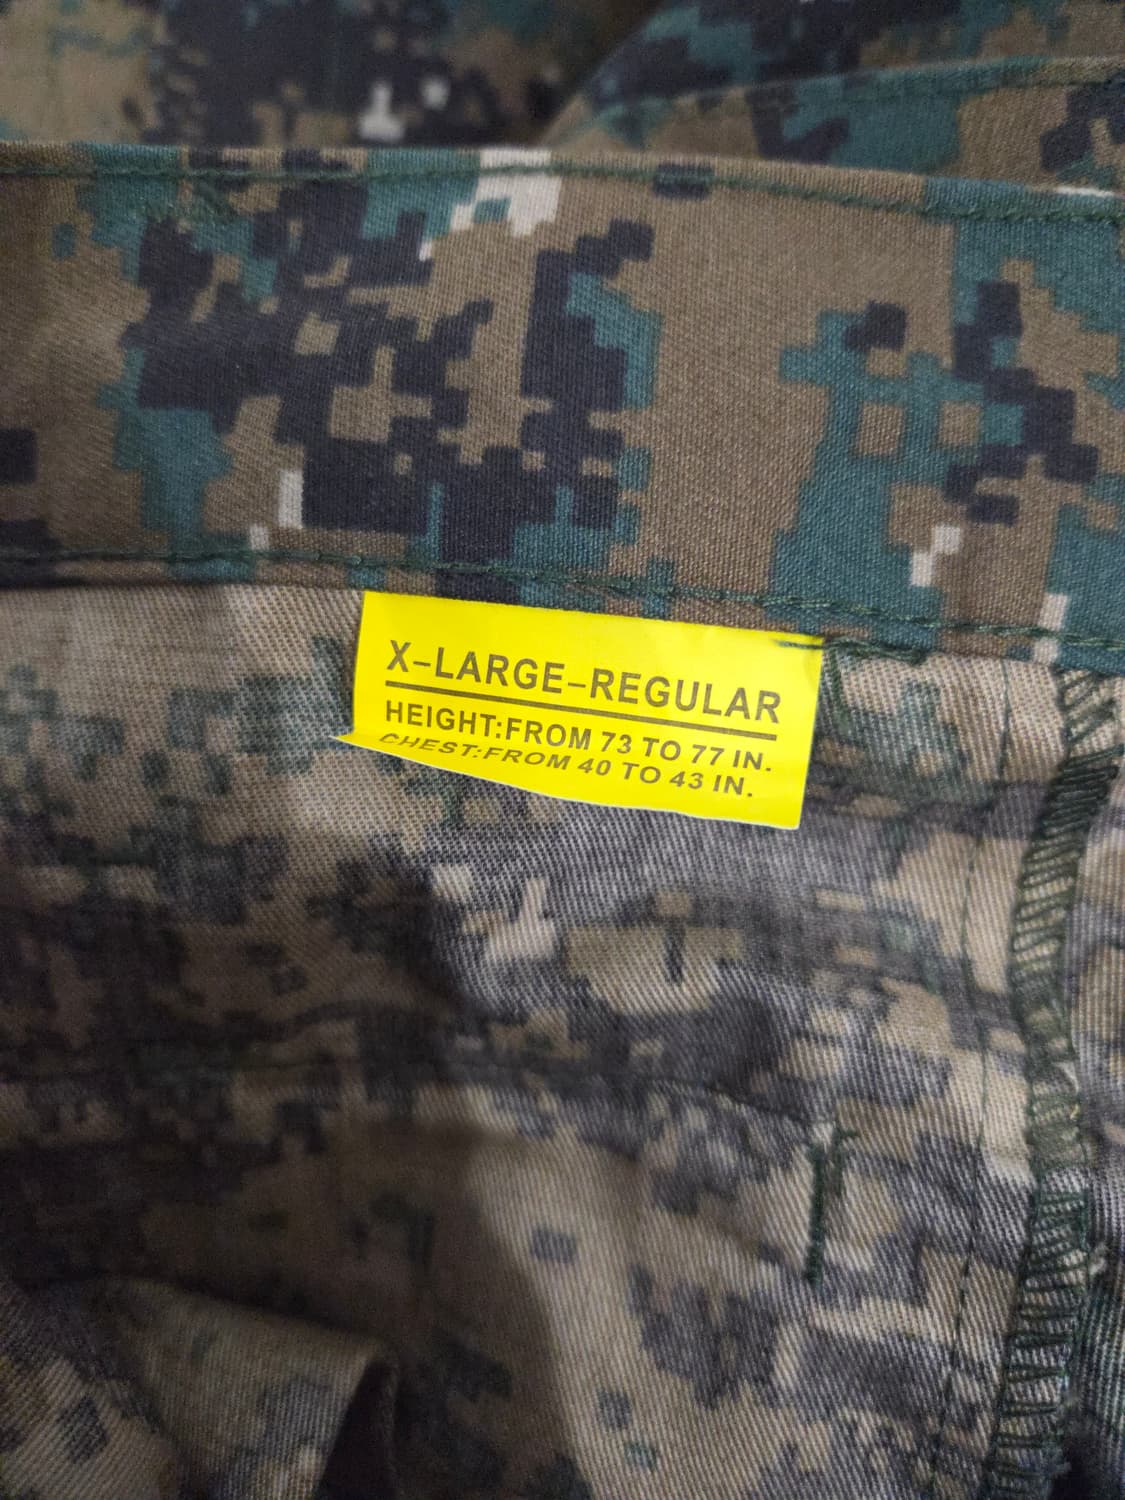 X-LARGE-REGULAR
HEIGHT:FROM 73 TO 77 IN.
CHEST:FROM 40 TO 43 IN.